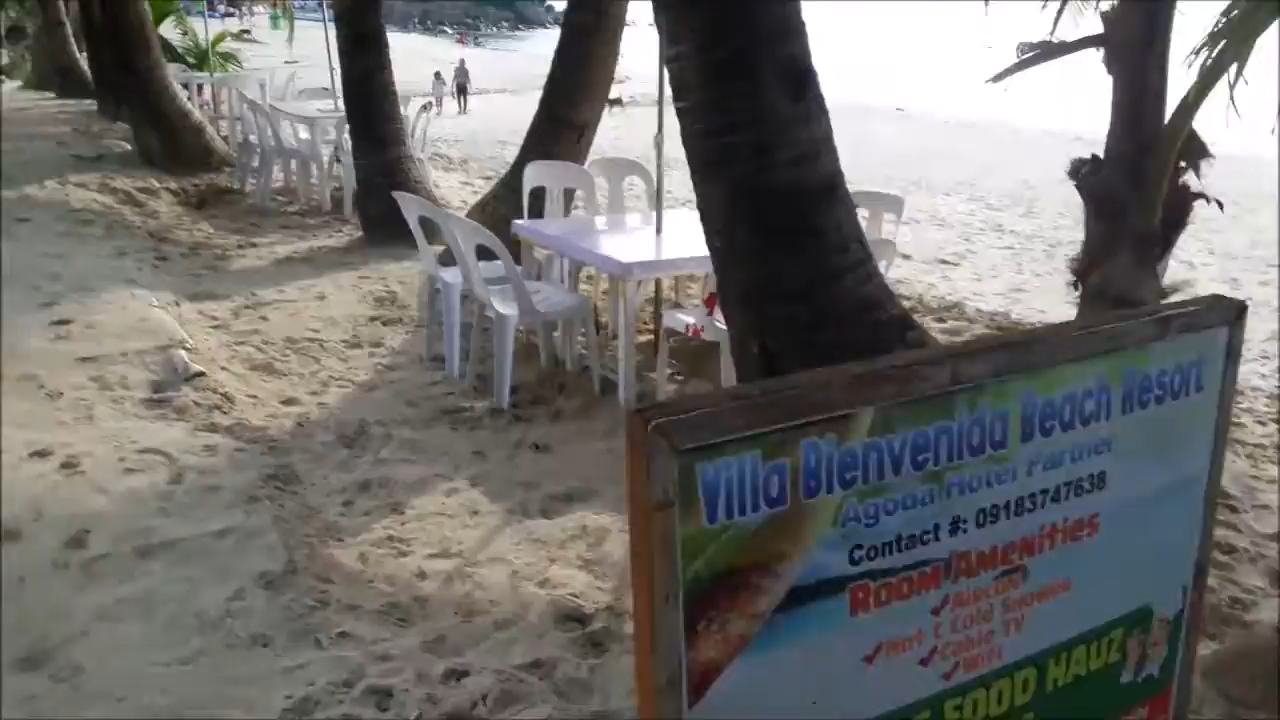 Villa Bienvenida Beach Resort
Agoda Hotel Partner
Contact #: 09183747638
ROOM AMENITIES
✓Aircon
✓Hot & Cold Shower
✓Cable TV
✓Wifi
FOOD HAUZ